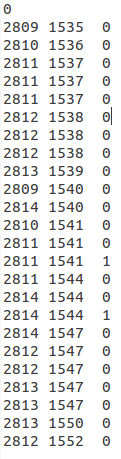 0
2809 1535  0
2810 1536  0
2811 1537  0
2811 1537  0
2811 1537  0
2812 1538  0
2812 1538  0
2812 1538  0
2813 1539  0
2809 1540  0
2814 1540  0
2810 1541  0
2811 1541  0
2811 1541  1
2811 1544  0
2814 1544  0
2814 1544  1
2814 1547  0
2812 1547  0
2812 1547  0
2813 1547  0
2813 1547  0
2813 1550  0
2812 1552  0